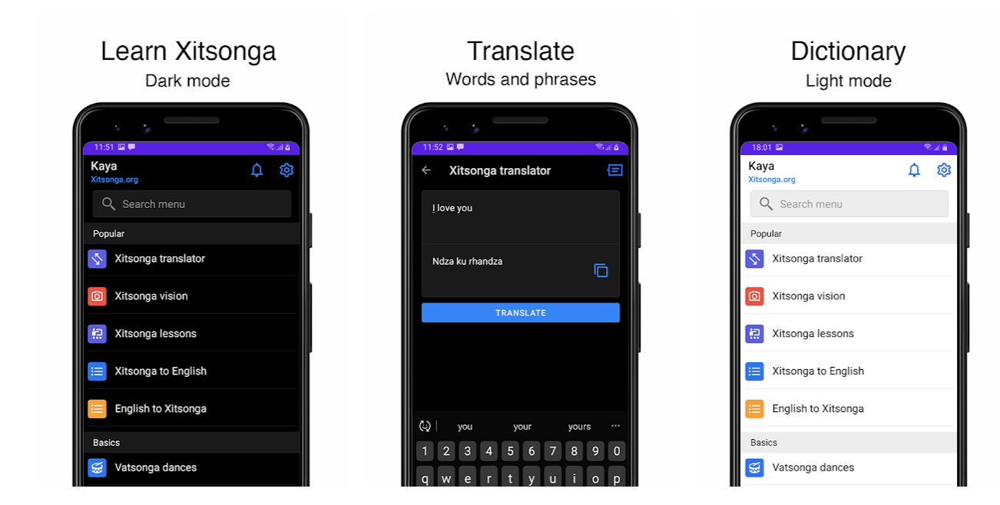 Learn Xitsonga
Dark mode
11:51
Kaya
Xitsonga.org
Search menu
Popular
Xitsonga translator
Xitsonga vision
Xitsonga lessons
Xitsonga to English
English to Xitsonga
Basics
Vatsonga dances
Translate
Words and phrases
11:52
Xitsonga translator
I love you
Ndza ku rhandza
TRANSLATE
you your yours ...
1 2 3 4 5 6 7 8 9 0
q w e r t y u i o p
Dictionary
Light mode
18:01
Kaya
Xitsonga.org
Search menu
Popular
Xitsonga translator
Xitsonga vision
Xitsonga lessons
Xitsonga to English
English to Xitsonga
Basics
Vatsonga dances